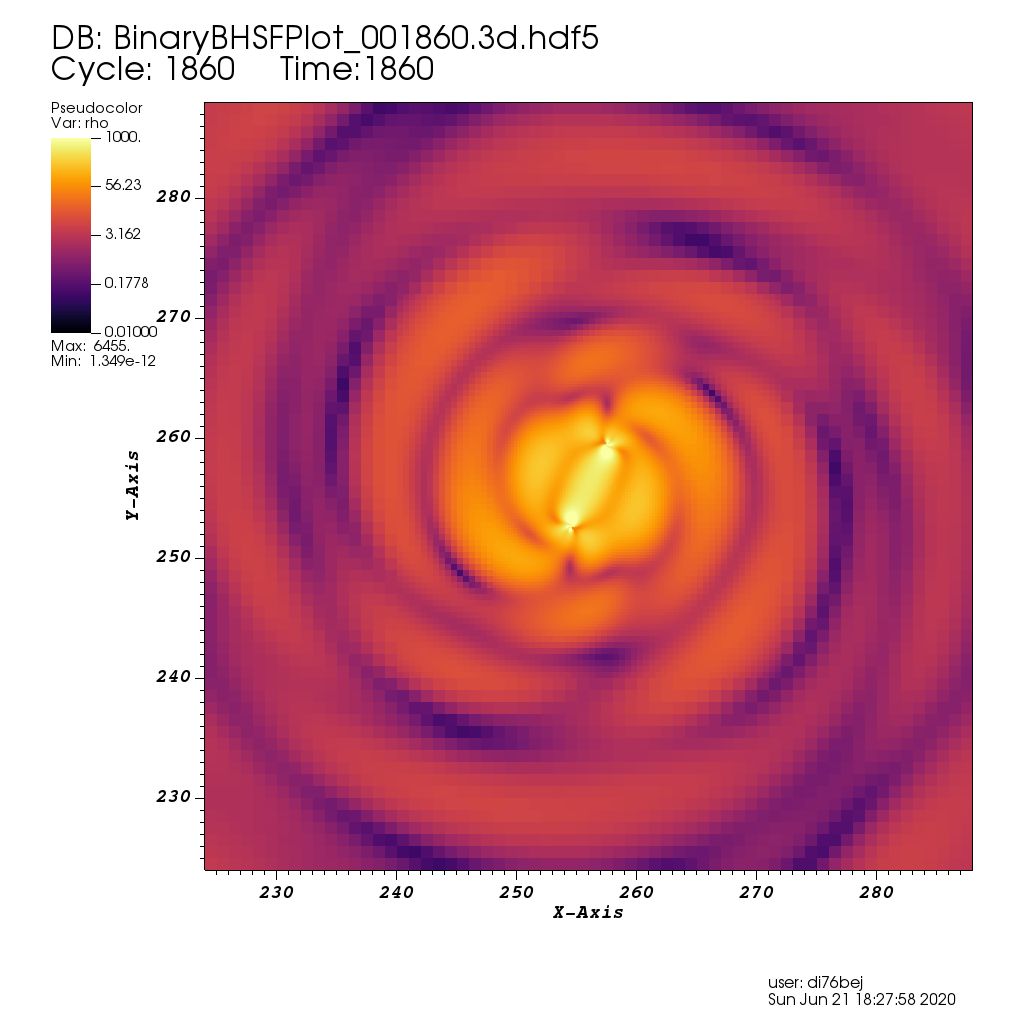 DB: BinaryBHSFPlot_001860.3d.hdf5
Cycle: 1860 Time:1860
Pseudocolor
Var: rho
1000.
56.23
3.162
0.1778
0.01000
Max: 6455.
Min: 1.349e-12
280
270
260
250
240
230
Y-Axis
230 240 250 260 270 280
X-Axis
user: di76bej
Sun Jun 21 18:27:58 2020